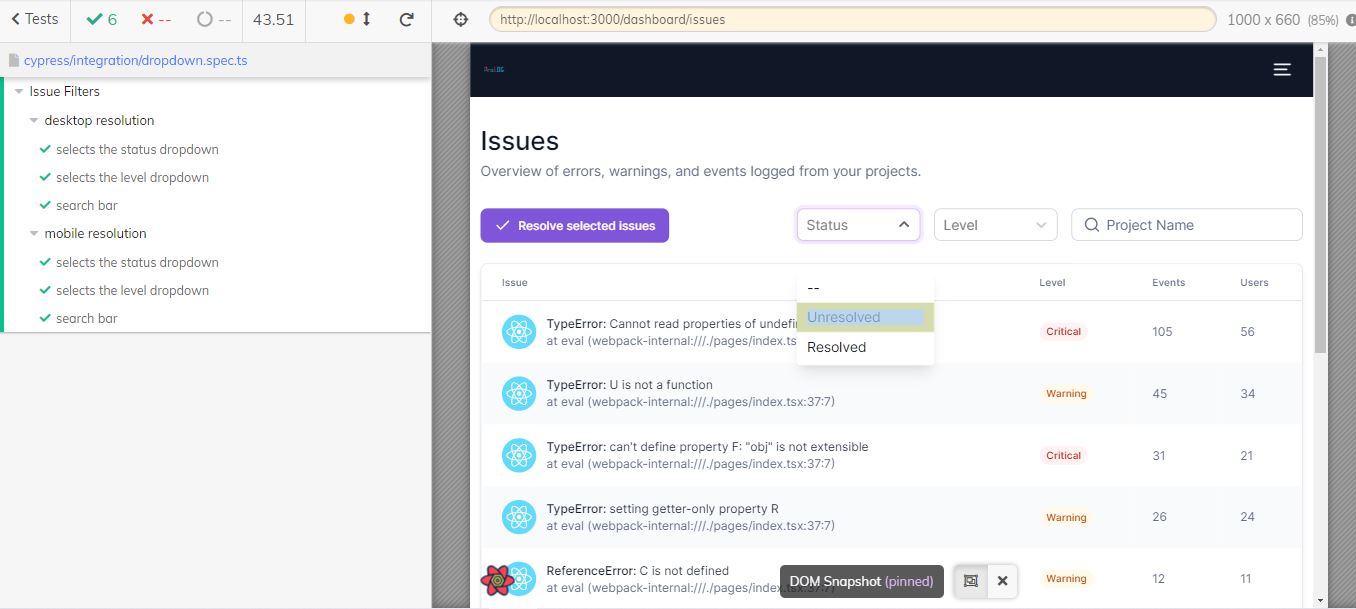 Tests
6
--
--
43.51
http://localhost:3000/dashboard/issues
1000 x 660 (85%)
cypress/integration/dropdown.spec.ts
Issue Filters
desktop resolution
selects the status dropdown
selects the level dropdown
search bar
mobile resolution
selects the status dropdown
selects the level dropdown
search bar
Issues
Overview of errors, warnings, and events logged from your projects.
Resolve selected issues
Status
Level
Project Name
--
Unresolved
Resolved
Issue Level Events Users
TypeError: Cannot read properties of undefi
at eval (webpack-internal:///./pages/index.ts
Critical 105 56
TypeError: U is not a function
at eval (webpack-internal:///./pages/index.tsx:37:7)
Warning 45 34
TypeError: can't define property F: "obj" is not extensible
at eval (webpack-internal:///./pages/index.tsx:37:7)
Critical 31 21
TypeError: setting getter-only property R
at eval (webpack-internal:///./pages/index.tsx:37:7)
Warning 26 24
ReferenceError: C is not defined
at eval (webpack-internal:///./pages/index.tsx:37:7)
Warning 12 11
DOM Snapshot (pinned)